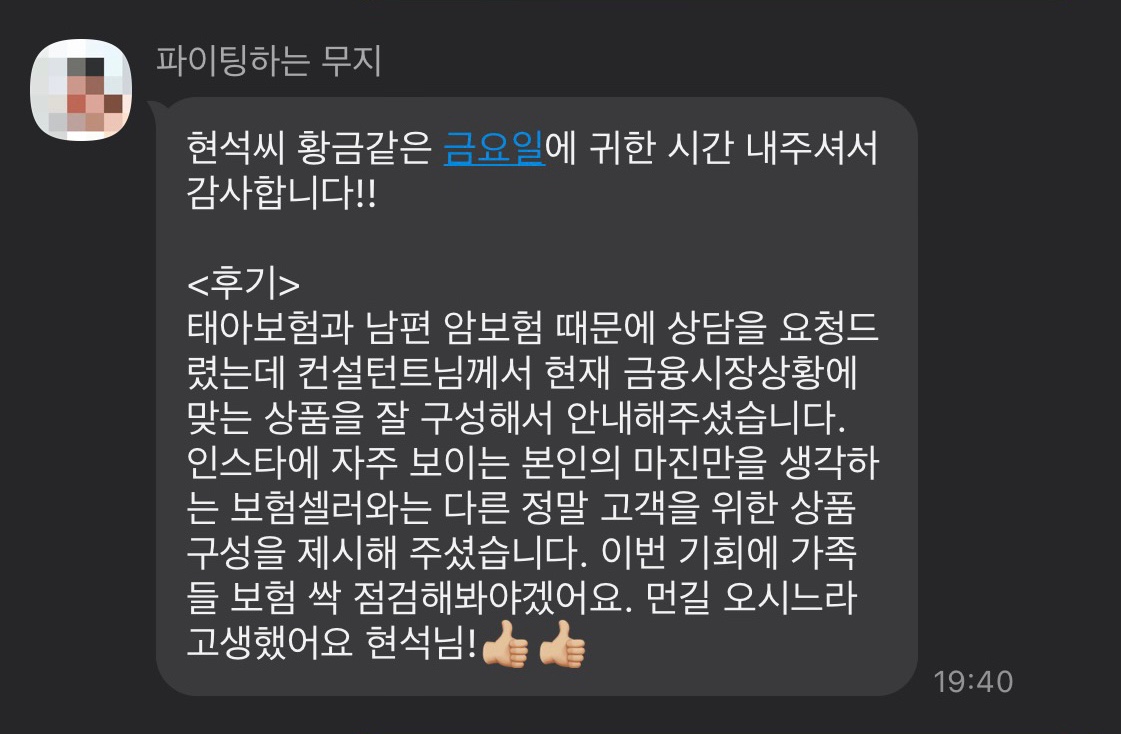 파이팅하는 무지
현석씨 황금같은 금요일에 귀한 시간 내주셔서
감사합니다!!
<후기>
태아보험과 남편 암보험 때문에 상담을 요청드
렸는데 컨설턴트님께서 현재 금융시장상황에
맞는 상품을 잘 구성해서 안내해주셨습니다.
인스타에 자주 보이는 본인의 마진만을 생각하
는 보험셀러와는 다른 정말 고객을 위한 상품
구성을 제시해 주셨습니다. 이번 기회에 가족
들 보험 싹 점검해봐야겠어요. 먼길 오시느라
고생했어요 현석님!👍🏼👍🏼
19:40